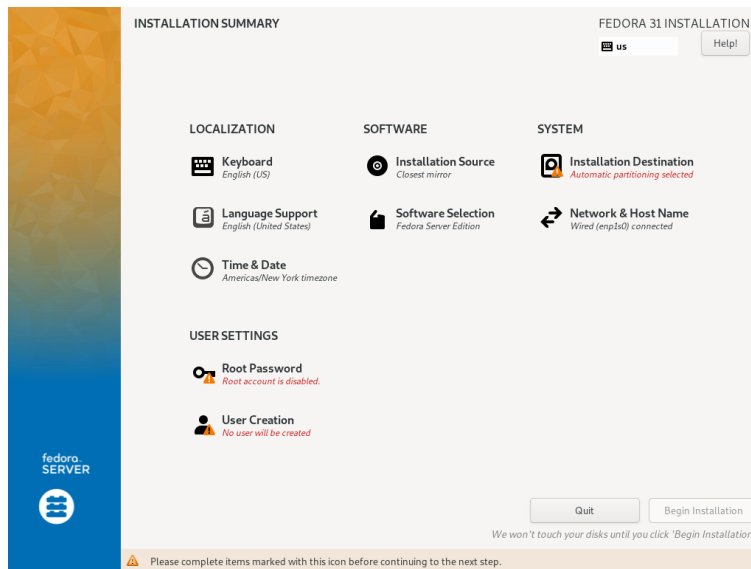 INSTALLATION SUMMARY
FEDORA 31 INSTALLATION
us
Help!
LOCALIZATION
Keyboard
English (US)
Language Support
English (United States)
Time & Date
Americas/New York timezone
SOFTWARE
Installation Source
Closest mirror
Software Selection
Fedora Server Edition
SYSTEM
Installation Destination
Automatic partitioning selected
Network & Host Name
Wired (enp1s0) connected
USER SETTINGS
Root Password
Root account is disabled.
User Creation
No user will be created
fedora.
SERVER
Quit
Begin Installation
We won't touch your disks until you click 'Begin Installation
Please complete items marked with this icon before continuing to the next step.